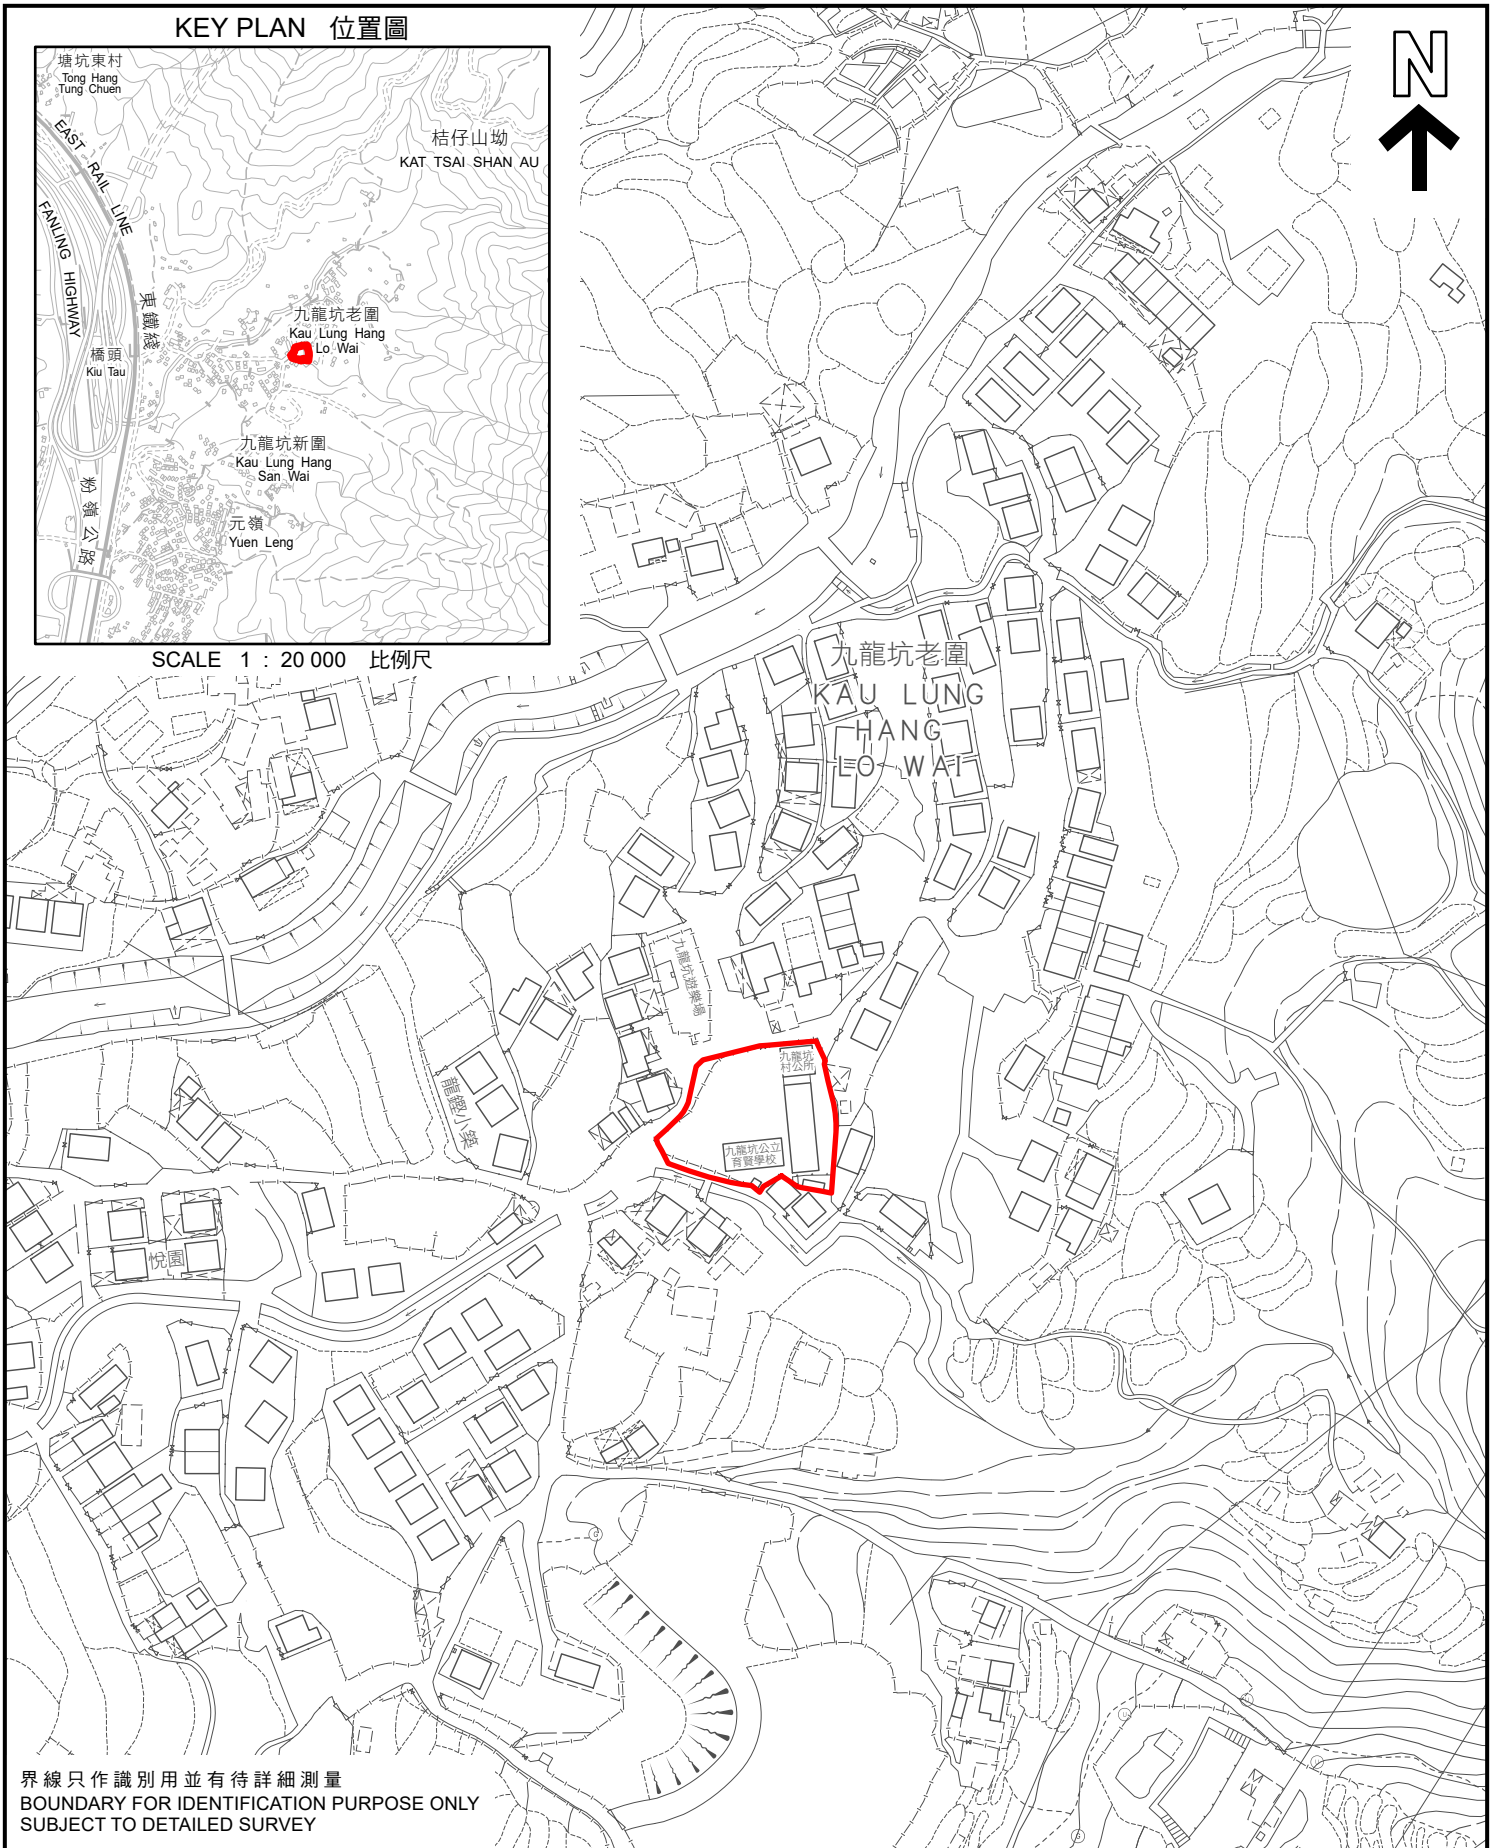 KEY PLAN 位置圖
N
塘坑東村
Tong Hang
Tung Chuen
EAST RAIL LINE
桔仔山坳
KAT TSAI SHAN AU
FANLING HIGHWAY
東鐵綫
九龍坑老圍
Kau Lung Hang
Lo Wai
橋頭
Kiu Tau
九龍坑新圍
Kau Lung Hang
San Wai
粉嶺公路
元嶺
Yuen Leng
SCALE 1 : 20 000 比例尺
九龍坑老圍
KAU LUNG
HANG
LO WAI
九龍坑遊樂場
九龍坑
村公所
龍鏗小築
九龍坑公立
育賢學校
悅園
界線只作識別用並有待詳細測量
BOUNDARY FOR IDENTIFICATION PURPOSE ONLY
SUBJECT TO DETAILED SURVEY